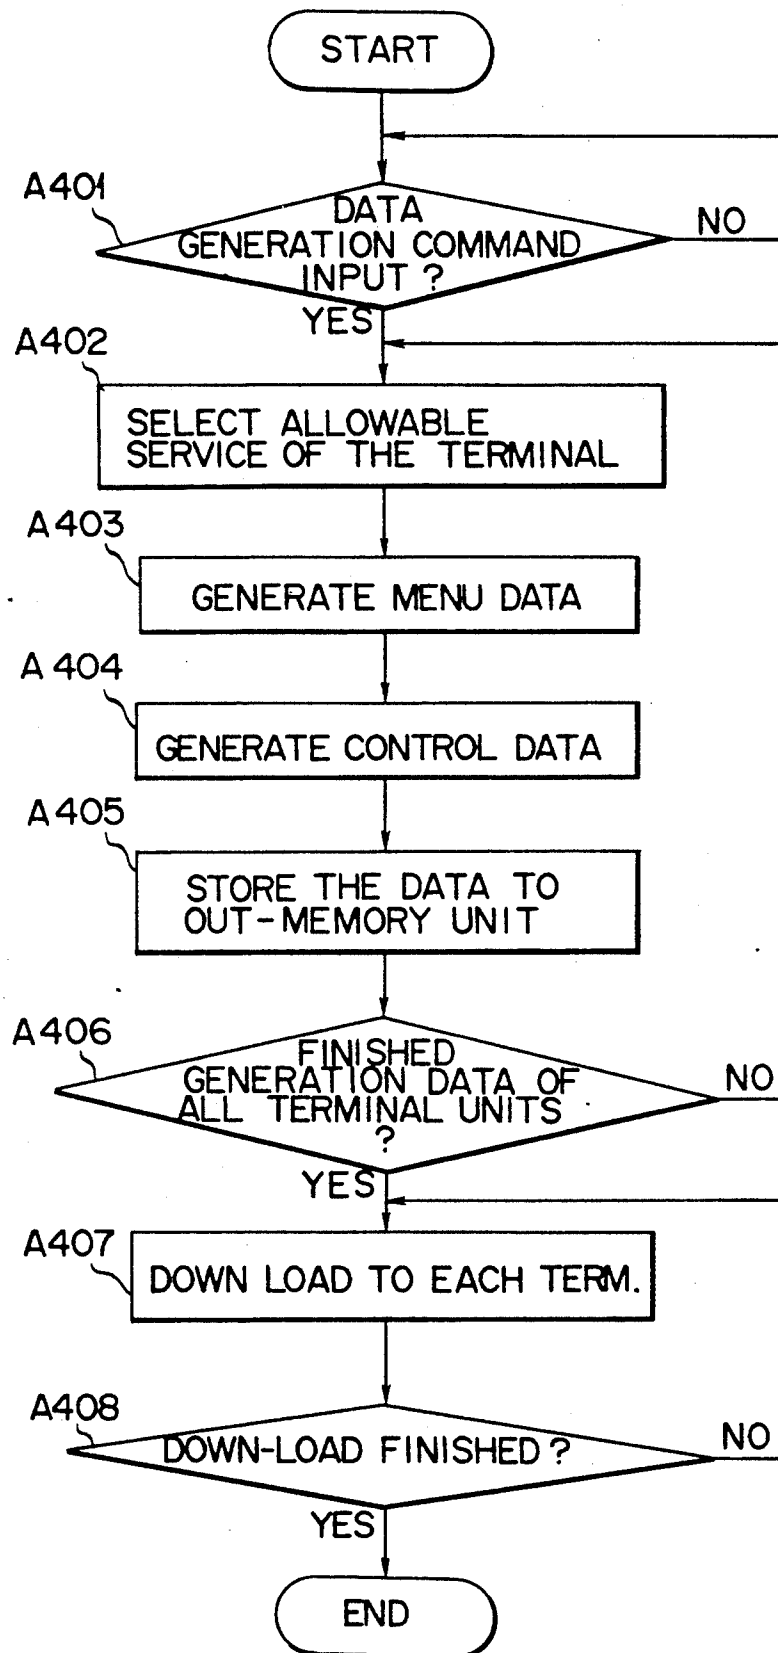 START
A401
DATA
GENERATION COMMAND
INPUT ?
NO
YES
A402
SELECT ALLOWABLE
SERVICE OF THE TERMINAL
A403
GENERATE MENU DATA
A404
GENERATE CONTROL DATA
A405
STORE THE DATA TO
OUT-MEMORY UNIT
A406
FINISHED
GENERATION DATA OF
ALL TERMINAL UNITS
?
NO
YES
A407
DOWN LOAD TO EACH TERM.
A408
DOWN-LOAD FINISHED ?
NO
YES
END